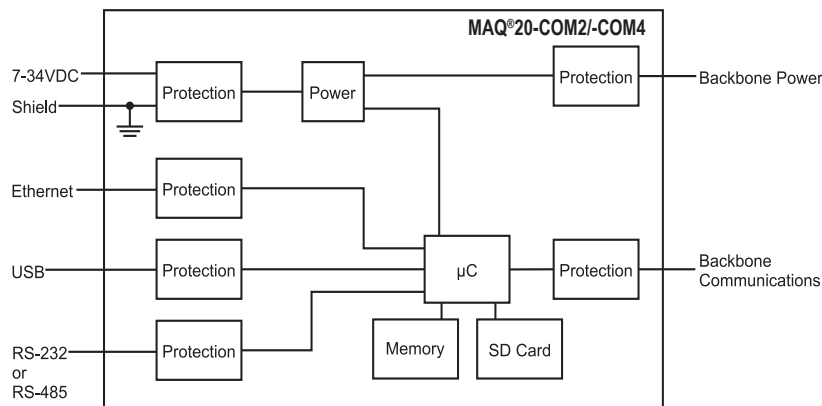 MAQ®20-COM2/-COM4
7-34VDC
Shield
Protection
Power
Protection
Backbone Power
Ethernet
Protection
USB
Protection
µC
Protection
Backbone
Communications
RS-232
or
RS-485
Protection
Memory
SD Card